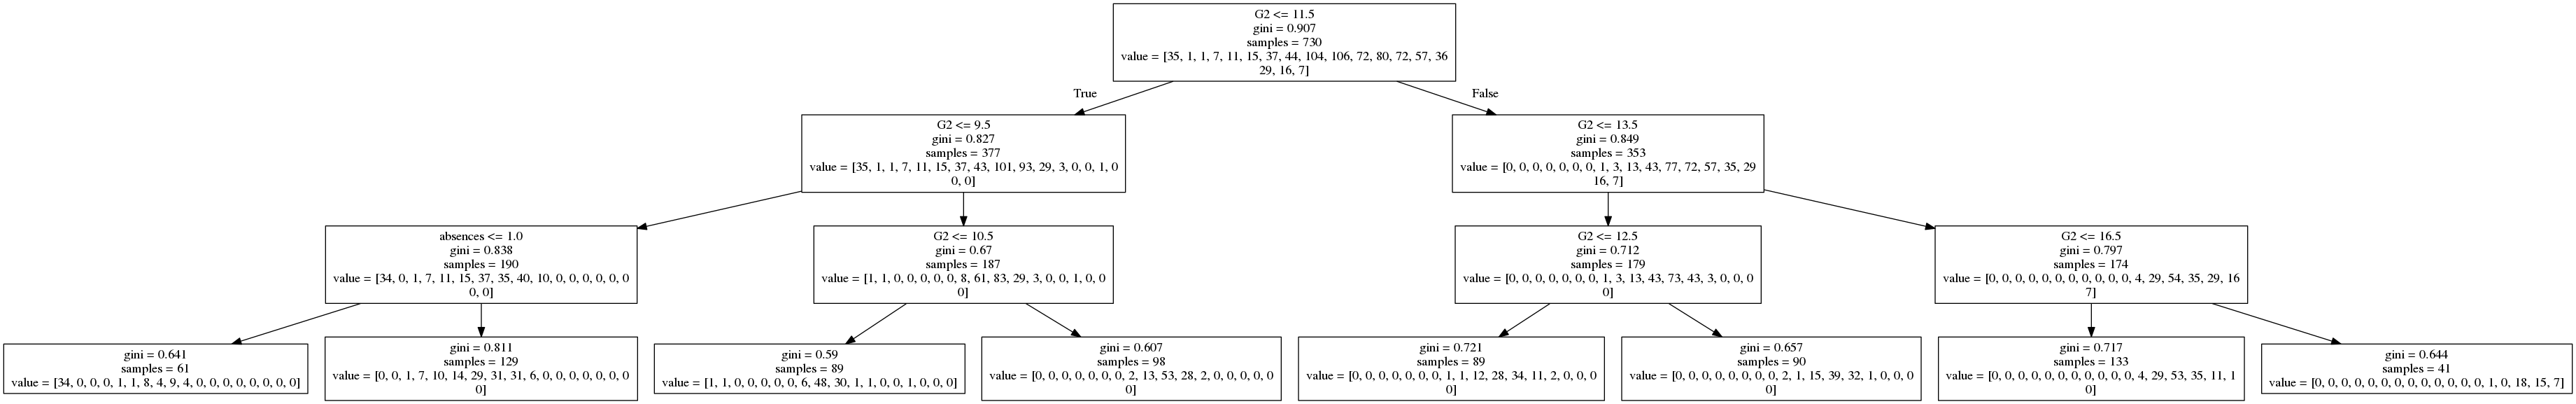 G2 <= 11.5
gini = 0.907
samples = 730
value = [35, 1, 1, 7, 11, 15, 37, 44, 104, 106, 72, 80, 72, 57, 36
29, 16, 7]
True
False
G2 <= 9.5
gini = 0.827
samples = 377
value = [35, 1, 1, 7, 11, 15, 37, 43, 101, 93, 29, 3, 0, 0, 1, 0
0, 0]
G2 <= 13.5
gini = 0.849
samples = 353
value = [0, 0, 0, 0, 0, 0, 0, 1, 3, 13, 43, 77, 72, 57, 35, 29
16, 7]
absences <= 1.0
gini = 0.838
samples = 190
value = [34, 0, 1, 7, 11, 15, 37, 35, 40, 10, 0, 0, 0, 0, 0, 0
0, 0]
G2 <= 10.5
gini = 0.67
samples = 187
value = [1, 1, 0, 0, 0, 0, 0, 8, 61, 83, 29, 3, 0, 0, 1, 0, 0
0]
G2 <= 12.5
gini = 0.712
samples = 179
value = [0, 0, 0, 0, 0, 0, 0, 1, 3, 13, 43, 73, 43, 3, 0, 0, 0
0]
G2 <= 16.5
gini = 0.797
samples = 174
value = [0, 0, 0, 0, 0, 0, 0, 0, 0, 0, 0, 4, 29, 54, 35, 29, 16
7]
gini = 0.641
samples = 61
value = [34, 0, 0, 0, 1, 1, 8, 4, 9, 4, 0, 0, 0, 0, 0, 0, 0, 0]
gini = 0.811
samples = 129
value = [0, 0, 1, 7, 10, 14, 29, 31, 31, 6, 0, 0, 0, 0, 0, 0, 0
0]
gini = 0.59
samples = 89
value = [1, 1, 0, 0, 0, 0, 0, 6, 48, 30, 1, 1, 0, 0, 1, 0, 0, 0]
gini = 0.607
samples = 98
value = [0, 0, 0, 0, 0, 0, 0, 2, 13, 53, 28, 2, 0, 0, 0, 0, 0
0]
gini = 0.721
samples = 89
value = [0, 0, 0, 0, 0, 0, 0, 1, 1, 12, 28, 34, 11, 2, 0, 0, 0
0]
gini = 0.657
samples = 90
value = [0, 0, 0, 0, 0, 0, 0, 0, 2, 1, 15, 39, 32, 1, 0, 0, 0
0]
gini = 0.717
samples = 133
value = [0, 0, 0, 0, 0, 0, 0, 0, 0, 0, 0, 4, 29, 53, 35, 11, 1
0]
gini = 0.644
samples = 41
value = [0, 0, 0, 0, 0, 0, 0, 0, 0, 0, 0, 0, 0, 1, 0, 18, 15, 7]